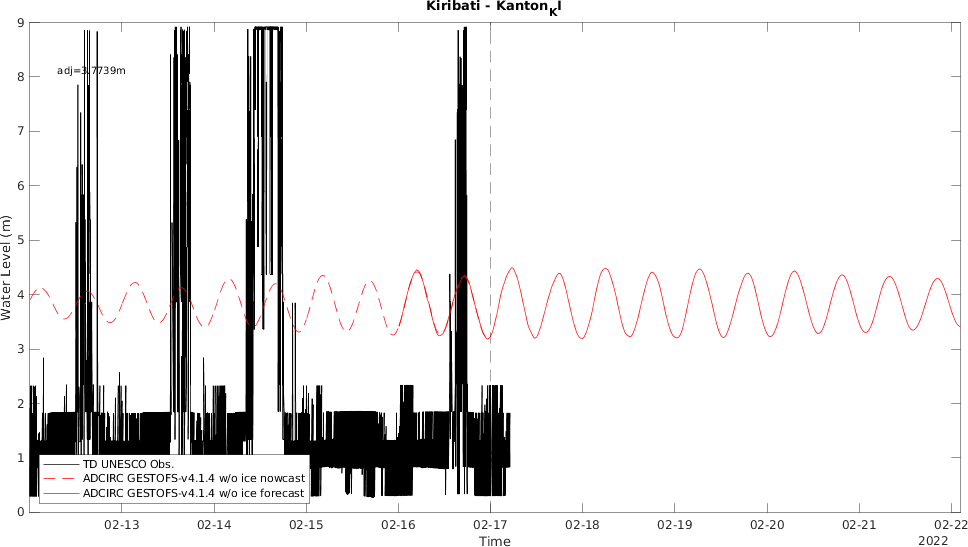 Kiribati - Kanton_KI
adj=3.7739m
Water Level (m)
9
8
7
6
5
4
3
2
1
0
TD UNESCO Obs.
ADCIRC GESTOFS-v4.1.4 w/o ice nowcast
ADCIRC GESTOFS-v4.1.4 w/o ice forecast
02-13 02-14 02-15 02-16 02-17 02-18 02-19 02-20 02-21 02-22
Time
2022